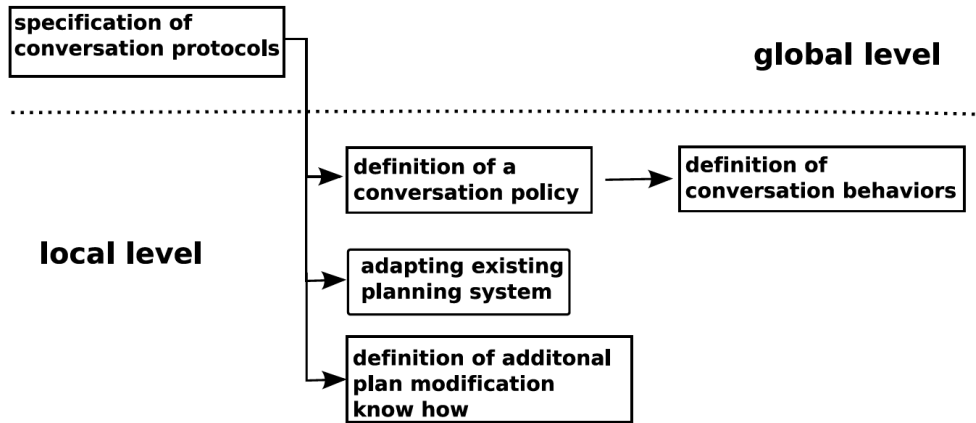 specification of
conversation protocols
global level
definition of a
conversation policy
definition of
conversation behaviors
local level
adapting existing
planning system
definition of additonal
plan modification
know how